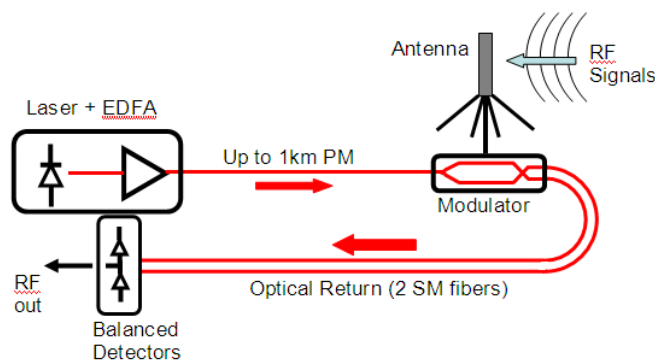 Antenna
RF
Signals
Laser + EDFA
Up to 1km PM
Modulator
RF
out
Optical Return (2 SM fibers)
Balanced
Detectors